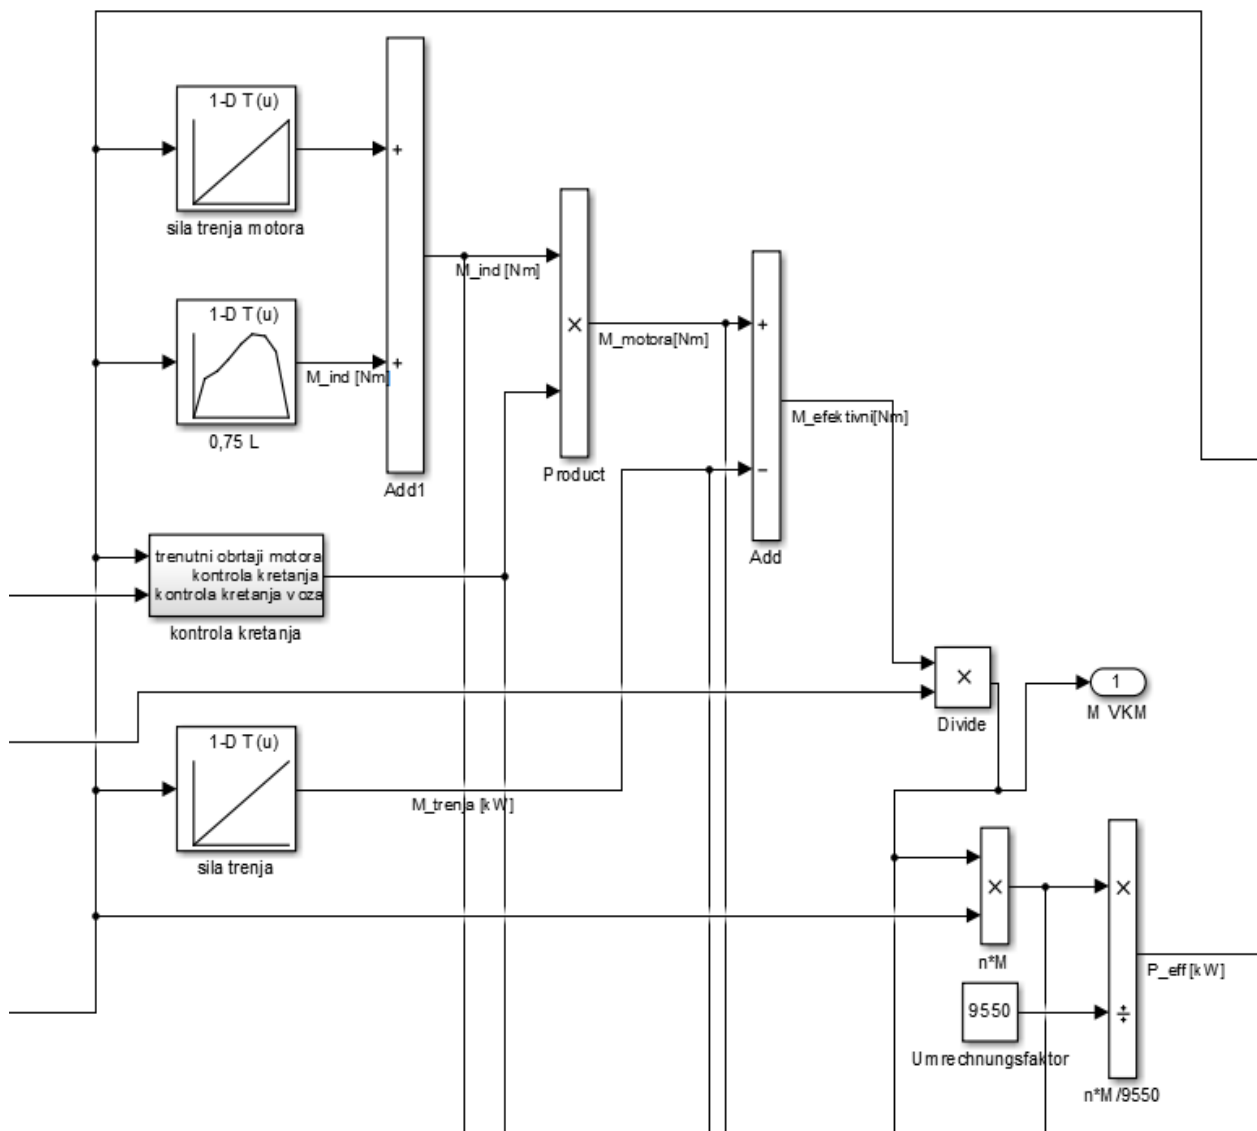 1-D T(u)
+
sila trenja motora
M_ind [Nm]
×
1-D T(u)
+
M_motora[Nm]
+
M_ind [Nm]
M_efektivni[Nm]
0,75 L
−
Product
Add1
Add
trenutni obrtaji motora
kontrola kretanja
kontrola kretanja voza
kontrola kretanja
×
1
Divide
M VKM
1-D T(u)
M_trenja [kW]
sila trenja
×
×
n*M
P_eff [kW]
9550
÷
Umrechnungsfaktor
n*M/9550